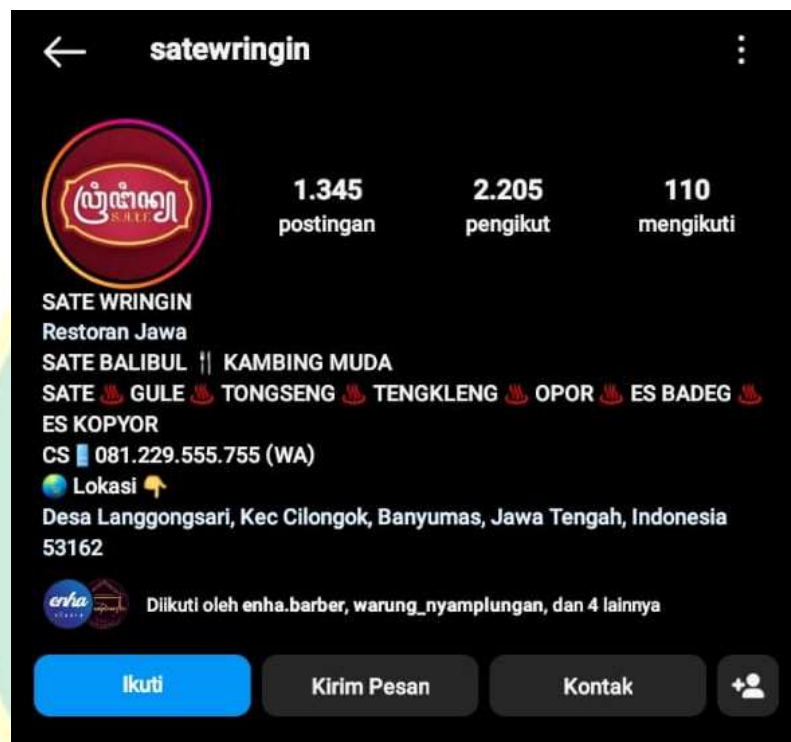 satewringin
1.345 2.205 110
postingan pengikut mengikuti
SATE
SATE WRINGIN
Restoran Jawa
SATE BALIBUL 🍴 KAMBING MUDA
SATE ♨️ GULE ♨️ TONGSENG ♨️ TENGKLENG ♨️ OPOR ♨️ ES BADEG ♨️
ES KOPYOR
CS 📱 081.229.555.755 (WA)
🌏 Lokasi 👇
Desa Langgongsari, Kec Cilongok, Banyumas, Jawa Tengah, Indonesia
53162
enha
Diikuti oleh enha.barber, warung_nyamplungan, dan 4 lainnya
Ikuti Kirim Pesan Kontak